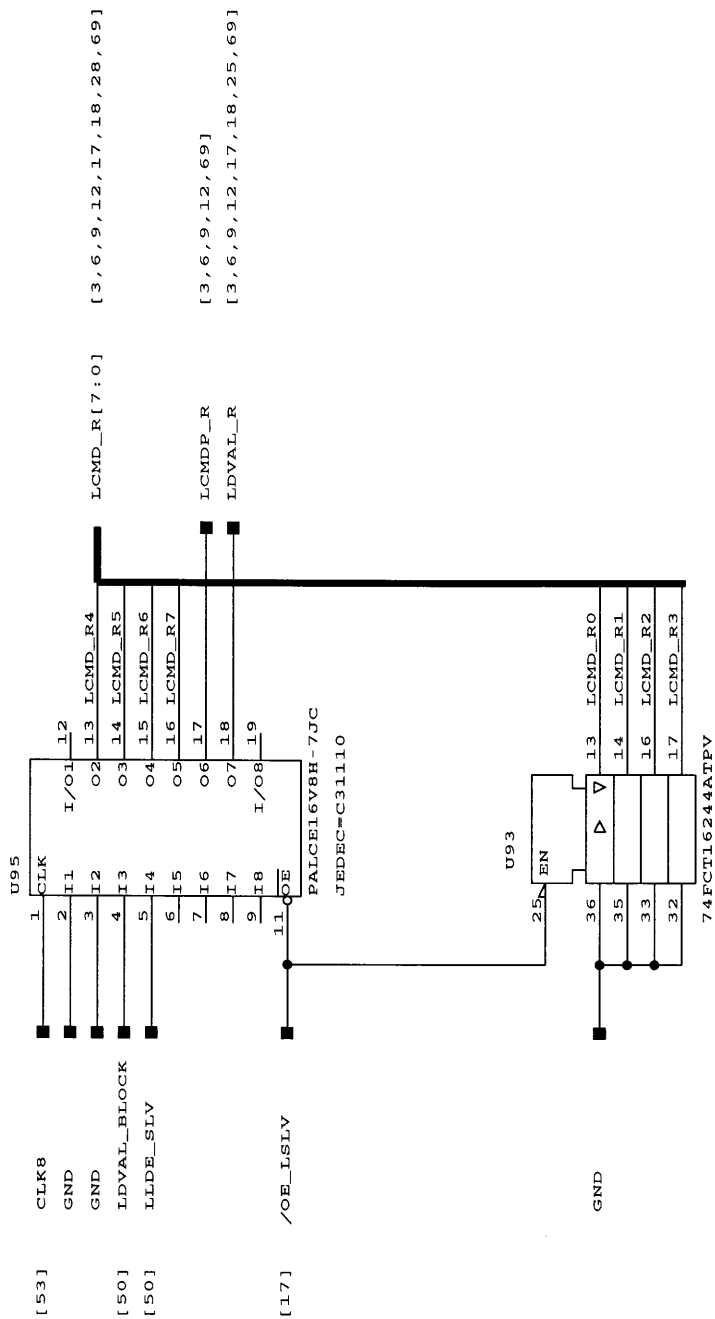 U95
[53] CLK8 1 CLK
GND 2 I1 I/O1 12
GND 3 I2 O2 13 LCMD_R4 LCMD_R[7:0] [3,6,9,12,17,18,28,69]
[50] LDVAL_BLOCK 4 I3 O3 14 LCMD_R5
[50] LLDE_SLV 5 I4 O4 15 LCMD_R6
6 I5 O5 16 LCMD_R7
7 I6 O6 17 LCMDP_R [3,6,9,12,69]
8 I7 O7 18 LDVAL_R [3,6,9,12,17,18,25,69]
9 I8 I/O8 19
[17] /OE_LSLV 11 OE
PALCE16V8H-7JC
JEDEC=C31110
U93
25 EN
GND 36 13 LCMD_R0
35 14 LCMD_R1
33 16 LCMD_R2
32 17 LCMD_R3
74FCT16244ATPV